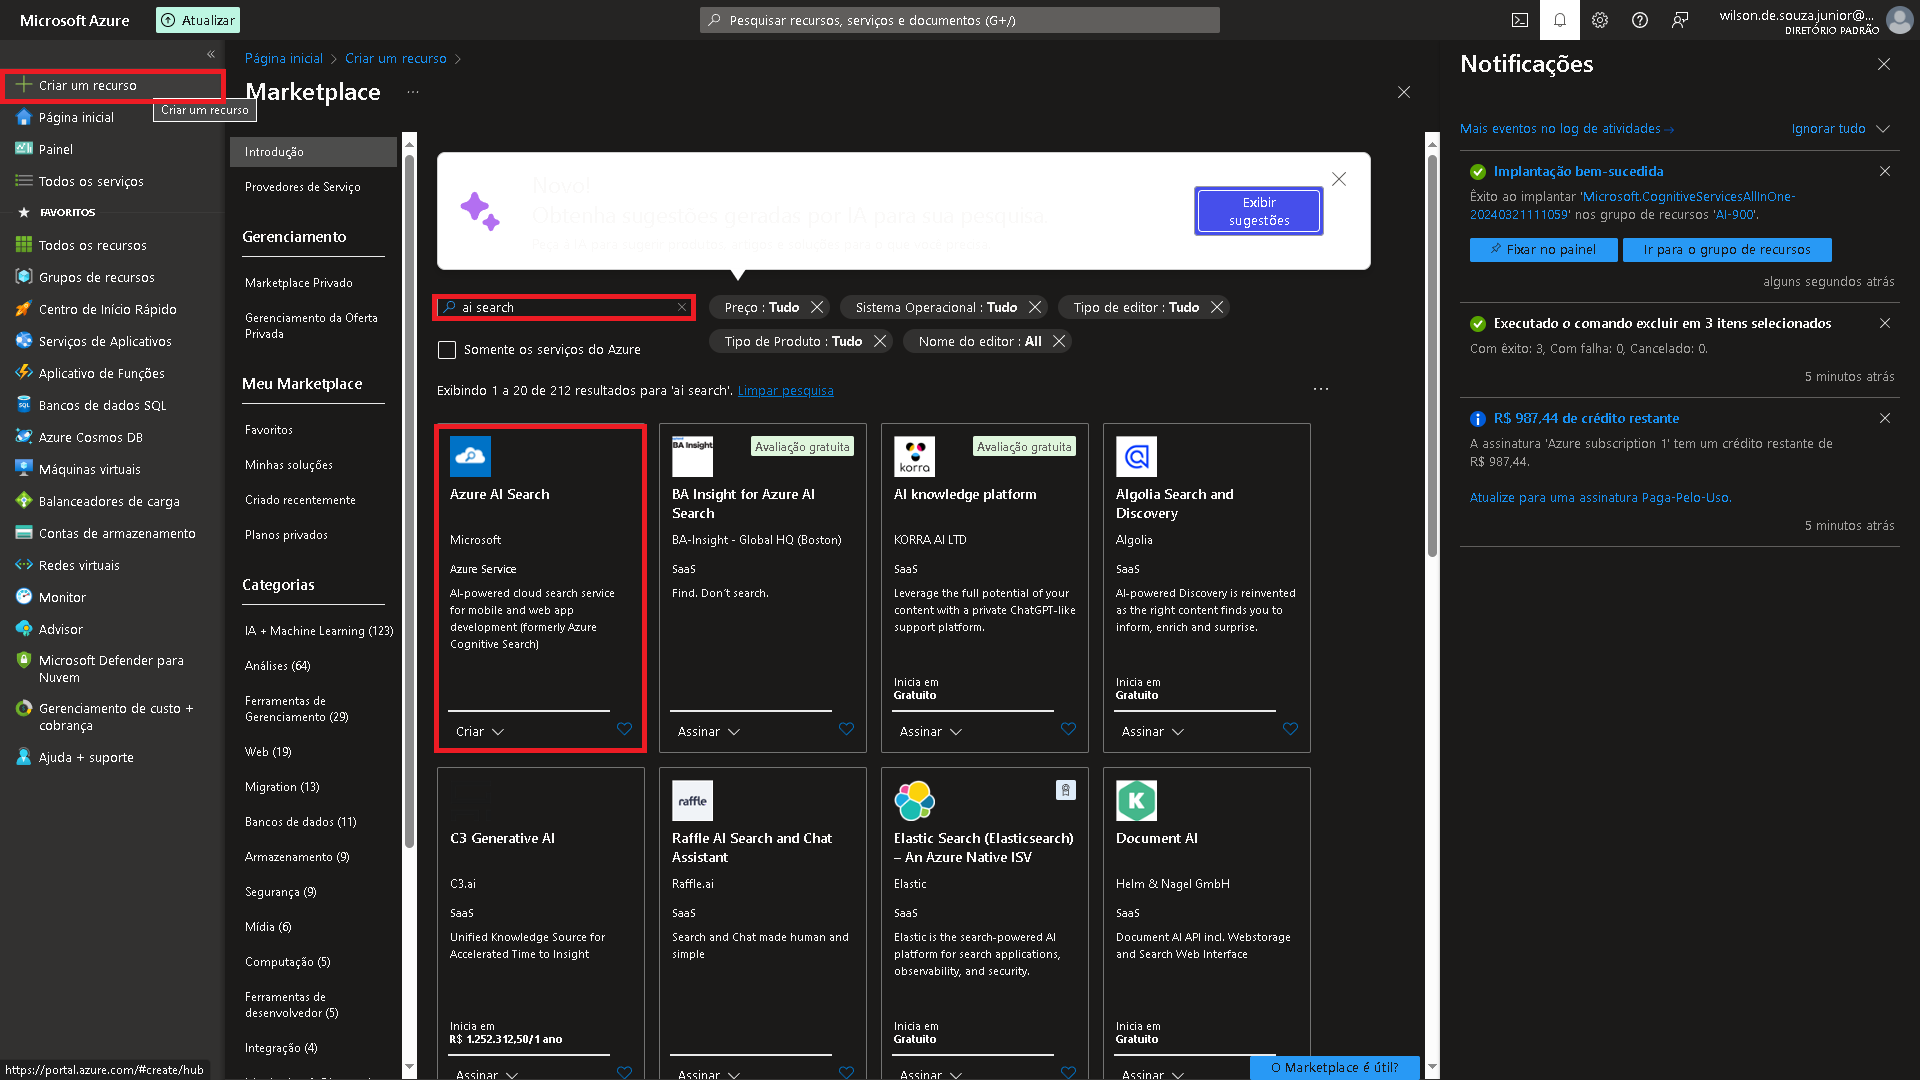 Microsoft Azure
Atualizar
Pesquisar recursos, serviços e documentos (G+/)
wilson.de.souza.junior@...
DIRETÓRIO PADRÃO
Criar um recurso
Criar um recurso
Página inicial
Painel
Todos os serviços
FAVORITOS
Todos os recursos
Grupos de recursos
Centro de Início Rápido
Serviços de Aplicativos
Aplicativo de Funções
Bancos de dados SQL
Azure Cosmos DB
Máquinas virtuais
Balanceadores de carga
Contas de armazenamento
Redes virtuais
Monitor
Advisor
Microsoft Defender para
Nuvem
Gerenciamento de custo +
cobrança
Ajuda + suporte
https://portal.azure.com/#create/hub
Página inicial > Criar um recurso >
Marketplace ...
Introdução
Provedores de Serviço
Gerenciamento
Marketplace Privado
Gerenciamento da Oferta
Privada
Meu Marketplace
Favoritos
Minhas soluções
Criado recentemente
Planos privados
Categorias
IA + Machine Learning (123)
Análises (64)
Ferramentas de
Gerenciamento (29)
Web (19)
Migration (13)
Bancos de dados (11)
Armazenamento (9)
Segurança (9)
Mídia (6)
Computação (5)
Ferramentas de
desenvolvedor (5)
Integração (4)
Novo!
Obtenha sugestões geradas por IA para sua pesquisa.
Exibir
sugestões
ai search
Preço : Tudo
Sistema Operacional : Tudo
Tipo de editor : Tudo
Tipo de Produto : Tudo
Nome do editor : All
Somente os serviços do Azure
Exibindo 1 a 20 de 212 resultados para 'ai search'. Limpar pesquisa
...
Azure AI Search
Microsoft
Azure Service
AI-powered cloud search service
for mobile and web app
development (formerly Azure
Cognitive Search)
Criar
BA Insight
Avaliação gratuita
BA Insight for Azure AI
Search
BA-Insight - Global HQ (Boston)
SaaS
Find. Don't search.
Assinar
korra
Avaliação gratuita
AI knowledge platform
KORRA AI LTD
SaaS
Leverage the full potential of your
content with a private ChatGPT-like
support platform.
Inicia em
Gratuito
Assinar
Algolia Search and
Discovery
Algolia
SaaS
AI-powered Discovery is reinvented
as the right content finds you to
inform, enrich and surprise.
Inicia em
Gratuito
Assinar
C3 Generative AI
C3.ai
SaaS
Unified Knowledge Source for
Accelerated Time to Insight
Inicia em
R$ 1.252.312,50/1 ano
Assinar
raffle
Raffle AI Search and Chat
Assistant
Raffle.ai
SaaS
Search and Chat made human and
simple
Assinar
Elastic Search (Elasticsearch)
– An Azure Native ISV
Elastic
SaaS
Elastic is the search-powered AI
platform for search applications,
observability, and security.
Inicia em
Gratuito
Assinar
K
Document AI
Helm & Nagel GmbH
SaaS
Document AI API incl. Webstorage
and Search Web Interface
Inicia em
Gratuito
Assinar
O Marketplace é útil?
Notificações
Mais eventos no log de atividades →
Ignorar tudo
Implantação bem-sucedida
Êxito ao implantar 'Microsoft.CognitiveServicesAllInOne-
20240321111059' nos grupo de recursos 'AI-900'.
Fixar no painel
Ir para o grupo de recursos
alguns segundos atrás
Executado o comando excluir em 3 itens selecionados
Com êxito: 3, Com falha: 0, Cancelado: 0.
5 minutos atrás
R$ 987,44 de crédito restante
A assinatura 'Azure subscription 1' tem um crédito restante de
R$ 987,44.
Atualize para uma assinatura Paga-Pelo-Uso.
5 minutos atrás